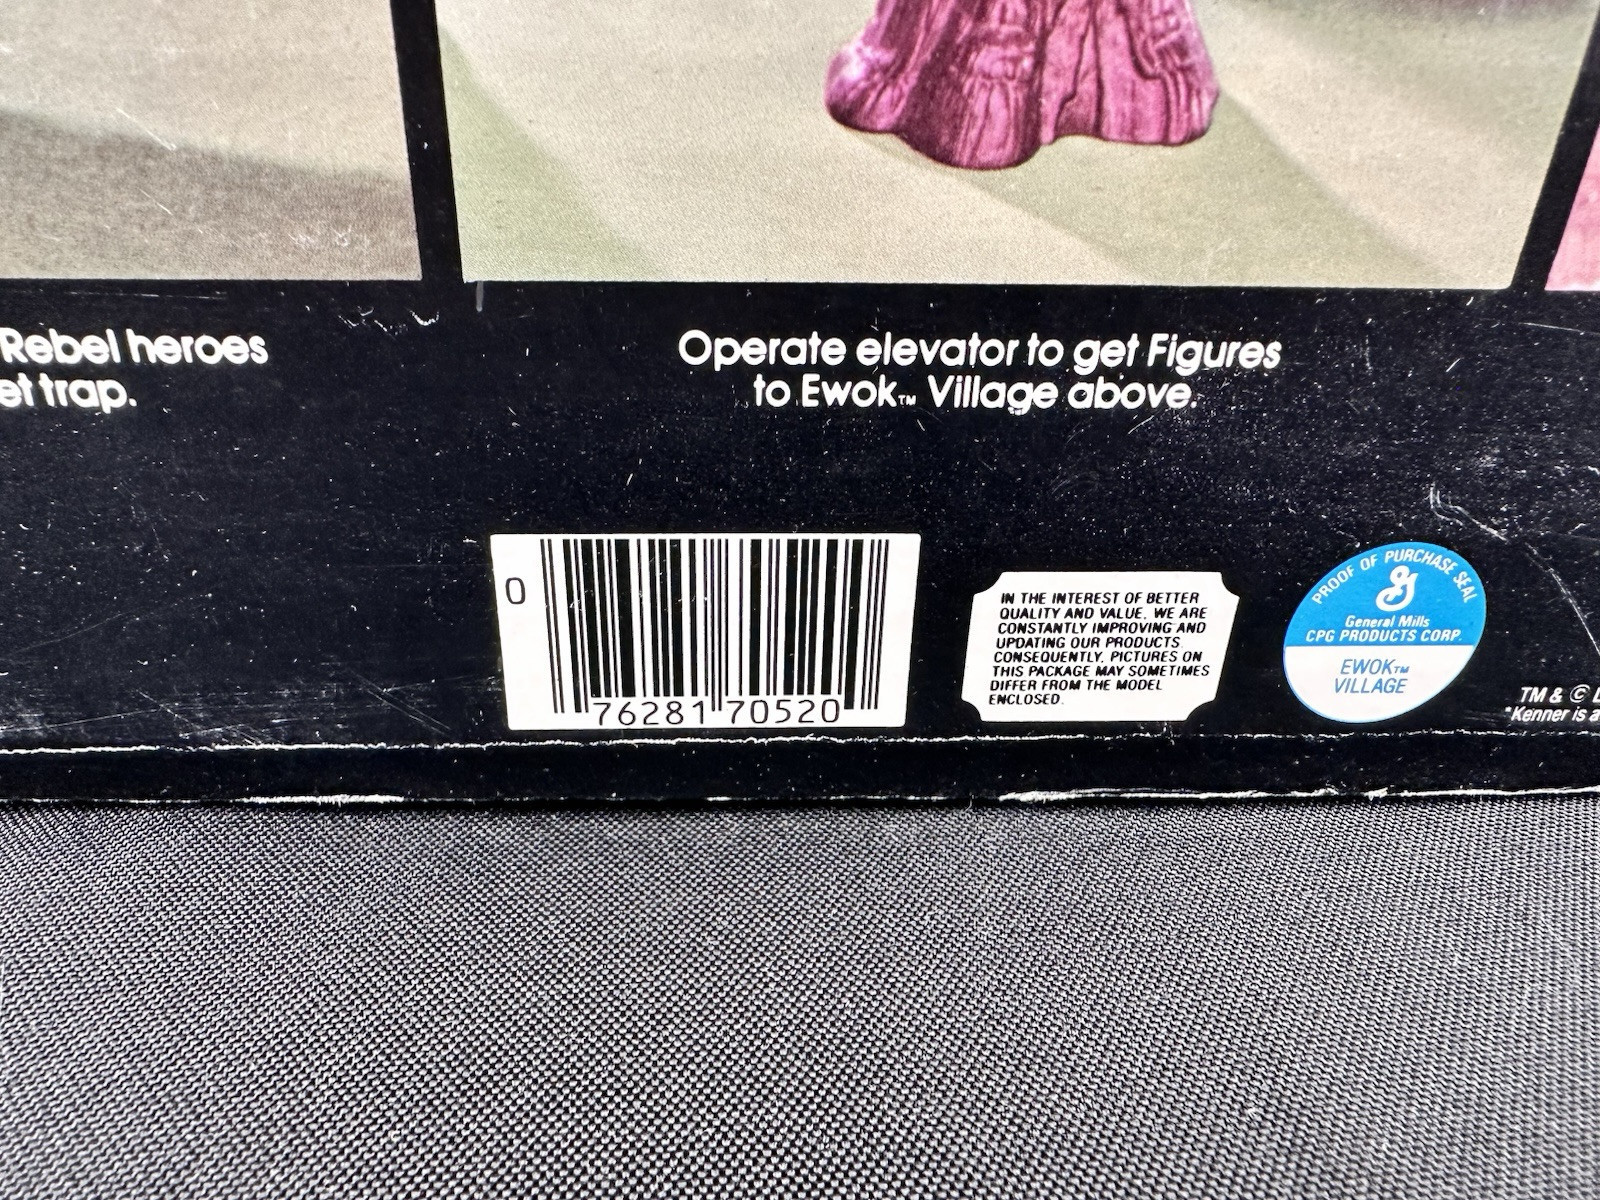 Rebel heroes
et trap.
Operate elevator to get Figures
to Ewok™ Village above.
0
76281 70520
IN THE INTEREST OF BETTER
QUALITY AND VALUE, WE ARE
CONSTANTLY IMPROVING AND
UPDATING OUR PRODUCTS.
CONSEQUENTLY, PICTURES ON
THIS PACKAGE MAY SOMETIMES
DIFFER FROM THE MODEL
ENCLOSED.
PROOF OF PURCHASE SEAL
General Mills
CPG PRODUCTS CORP.
EWOK™
VILLAGE
TM & © L
*Kenner is a